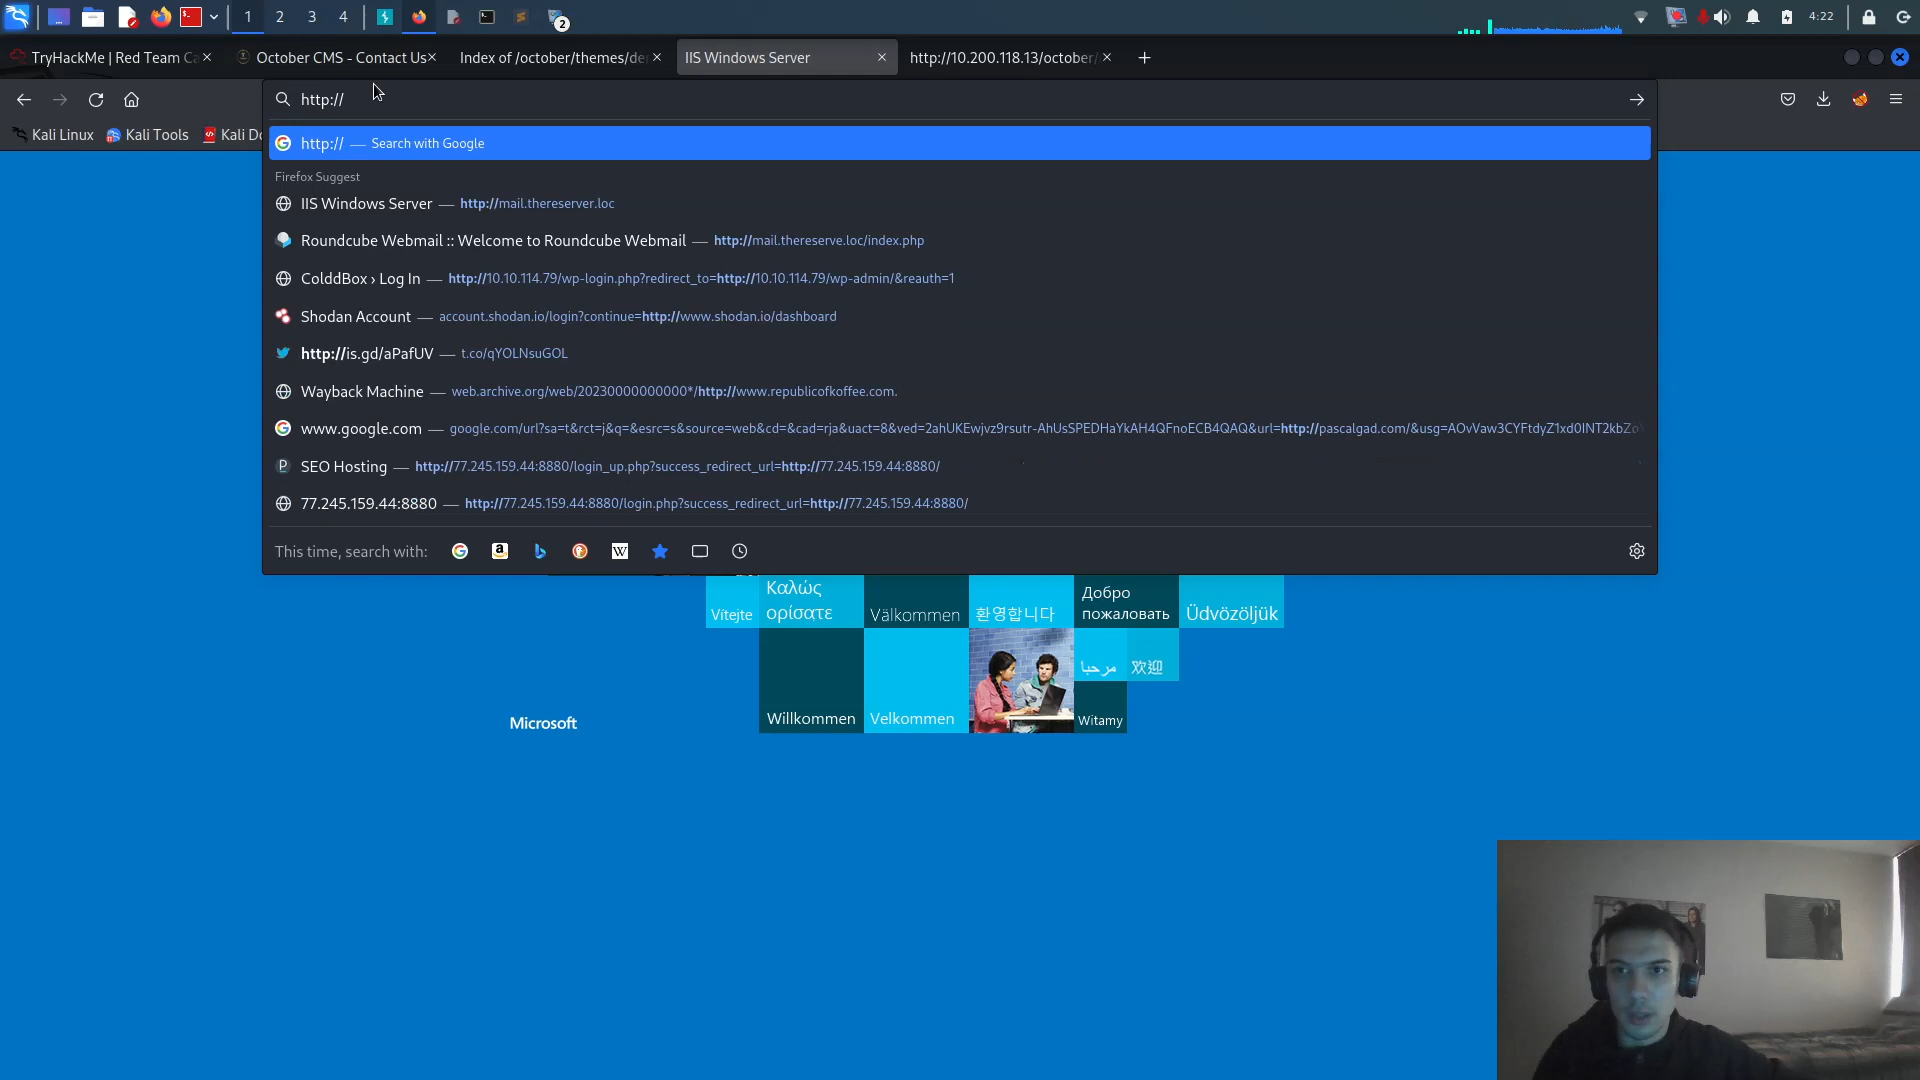 1 2 3 4 2 4:22
TryHackMe | Red Team Ca
October CMS - Contact Us
Index of /october/themes/de
IIS Windows Server
http://10.200.118.13/october/
http://
Kali Linux Kali Tools Kali Do
http:// — Search with Google
Firefox Suggest
IIS Windows Server — http://mail.thereserver.loc
Roundcube Webmail :: Welcome to Roundcube Webmail — http://mail.thereserve.loc/index.php
ColddBox › Log In — http://10.10.114.79/wp-login.php?redirect_to=http://10.10.114.79/wp-admin/&reauth=1
Shodan Account — account.shodan.io/login?continue=http://www.shodan.io/dashboard
http://is.gd/aPafUV — t.co/qYOLNsuGOL
Wayback Machine — web.archive.org/web/20230000000000*/http://www.republicofkoffee.com.
www.google.com — google.com/url?sa=t&rct=j&q=&esrc=s&source=web&cd=&cad=rja&uact=8&ved=2ahUKEwjvz9rsutr-AhUsSPEDHaYkAH4QFnoECB4QAQ&url=http://pascalgad.com/&usg=AOvVaw3CYFtdyZ1xd0INT2kbZo
SEO Hosting — http://77.245.159.44:8880/login_up.php?success_redirect_url=http://77.245.159.44:8880/
77.245.159.44:8880 — http://77.245.159.44:8880/login.php?success_redirect_url=http://77.245.159.44:8880/
This time, search with:
Vítejte
Καλώς
ορίσατε
Välkommen
환영합니다
Добро
пожаловать
Üdvözöljük
Microsoft
Willkommen
Velkommen
مرحبا
欢迎
Witamy